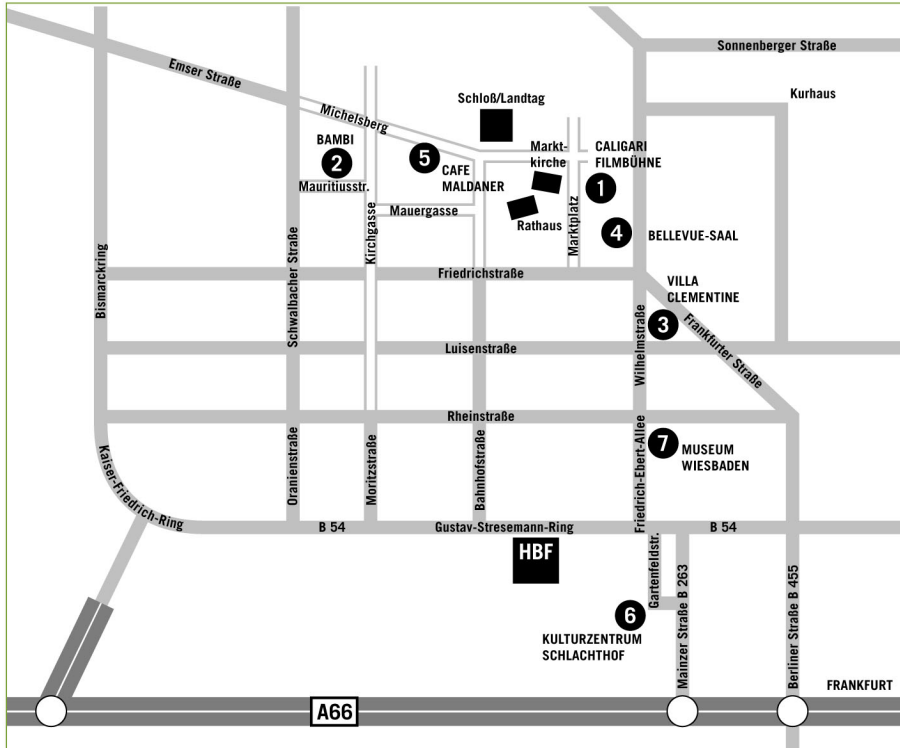 Sonnenberger Straße
Emser Straße
Kurhaus
Schloß/Landtag
Michelsberg
BAMBI
2
5
CAFE
MALDANER
Markt-
kirche
CALIGARI
FILMBÜHNE
1
Mauritiusstr.
Mauergasse
Rathaus
Marktplatz
4
BELLEVUE-SAAL
Kirchgasse
Bismarckring
Schwalbacher Straße
Friedrichstraße
VILLA
CLEMENTINE
3
Frankfurter Straße
Wilhelmstraße
Luisenstraße
Rheinstraße
7
MUSEUM
WIESBADEN
Kaiser-Friedrich-Ring
Oranienstraße
Moritzstraße
Bahnhofstraße
Friedrich-Ebert-Allee
B 54
Gustav-Stresemann-Ring
B 54
HBF
Gartenfeldstr.
Mainzer Straße B 263
Berliner Straße B 455
6
KULTURZENTRUM
SCHLACHTHOF
FRANKFURT
A66